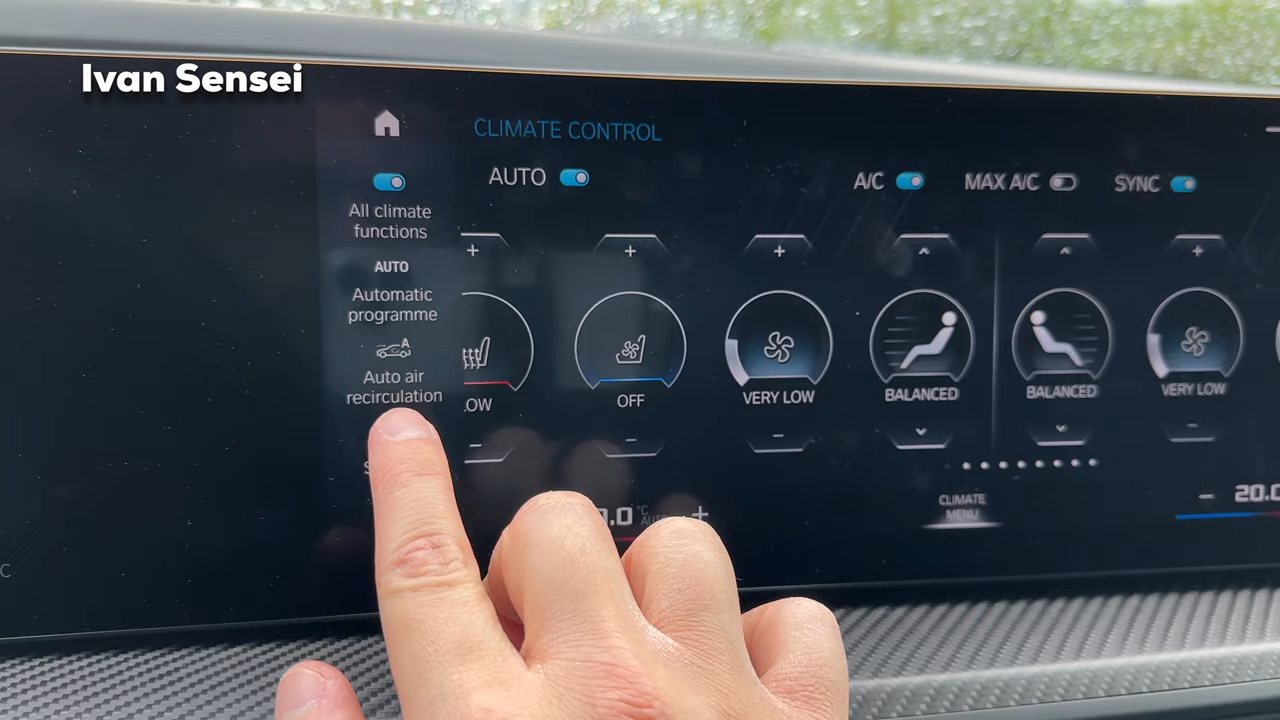 Ivan Sensei
CLIMATE CONTROL
AUTO
A/C
MAX A/C
SYNC
All climate
functions
AUTO
Automatic
programme
A
Auto air
recirculation
OW
OFF
VERY LOW
BALANCED
BALANCED
VERY LOW
CLIMATE
MENU
.0 °C
20.0
C